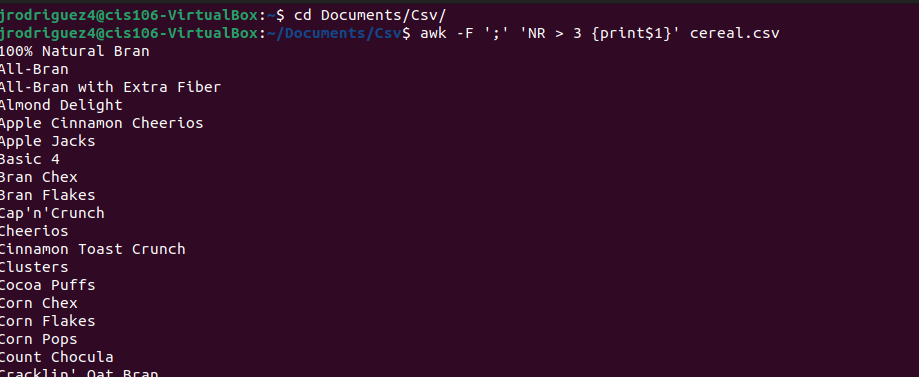 jrodriguez4@cis106-VirtualBox:~$ cd Documents/Csv/
jrodriguez4@cis106-VirtualBox:~/Documents/Csv$ awk -F ';' 'NR > 3 {print$1}' cereal.csv
100% Natural Bran
All-Bran
All-Bran with Extra Fiber
Almond Delight
Apple Cinnamon Cheerios
Apple Jacks
Basic 4
Bran Chex
Bran Flakes
Cap'n'Crunch
Cheerios
Cinnamon Toast Crunch
Clusters
Cocoa Puffs
Corn Chex
Corn Flakes
Corn Pops
Count Chocula
Cracklin' Oat Bran